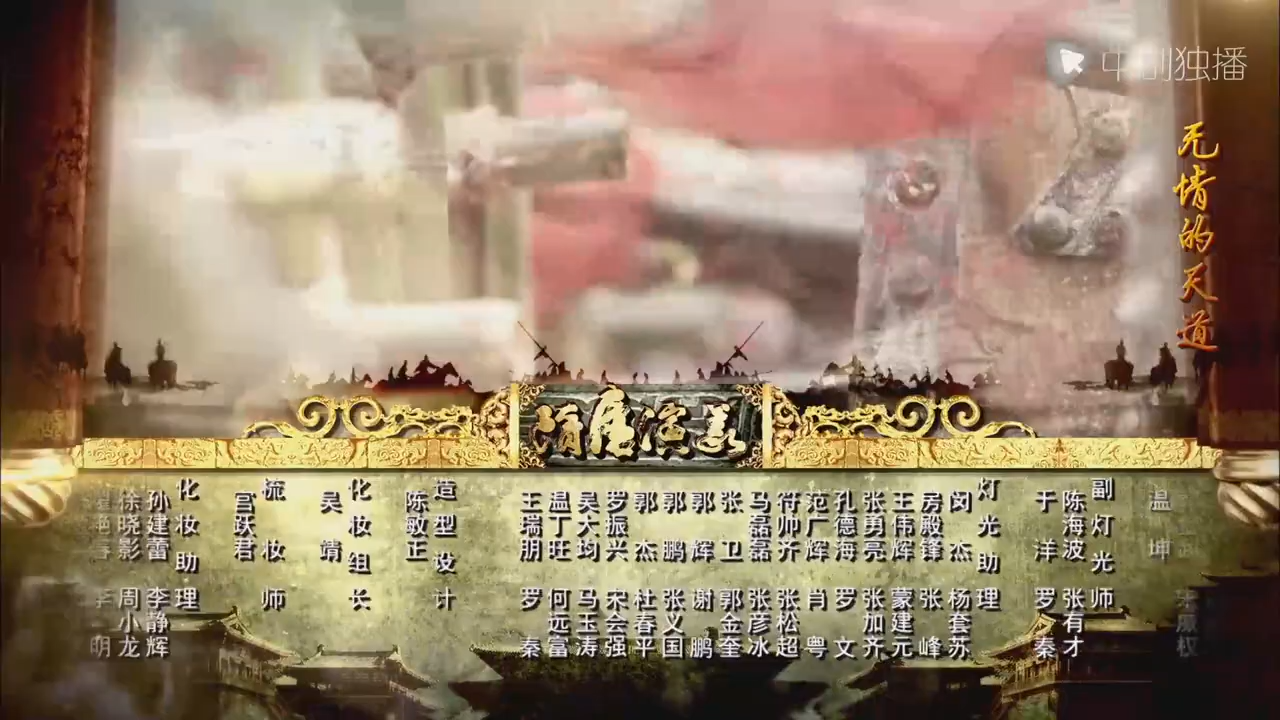 中剧独播
无情的天道
隋唐演义
温坤
副灯光师
陈海波 张有才
于洋 罗秦
灯光助理
闵杰 杨套苏
房殿锋 张峰
王伟辉 蒙建元
张勇亮 张加齐
孔德海 罗文
范广辉 肖粤
符帅齐 张松超
马磊磊 张彦冰
张卫 郭金奎
郭辉 谢鹏
郭鹏 张义国
郭杰 杜春平
罗振兴 宋会强
吴大均 马玉涛
温丁旺 何远富
王瑞朋 罗秦
造型设计
陈敏正
化妆组长
吴靖
梳妆师
宫跃君
化妆助理
孙建蕾 李静辉
徐晓影 周小龙
艳春 李明